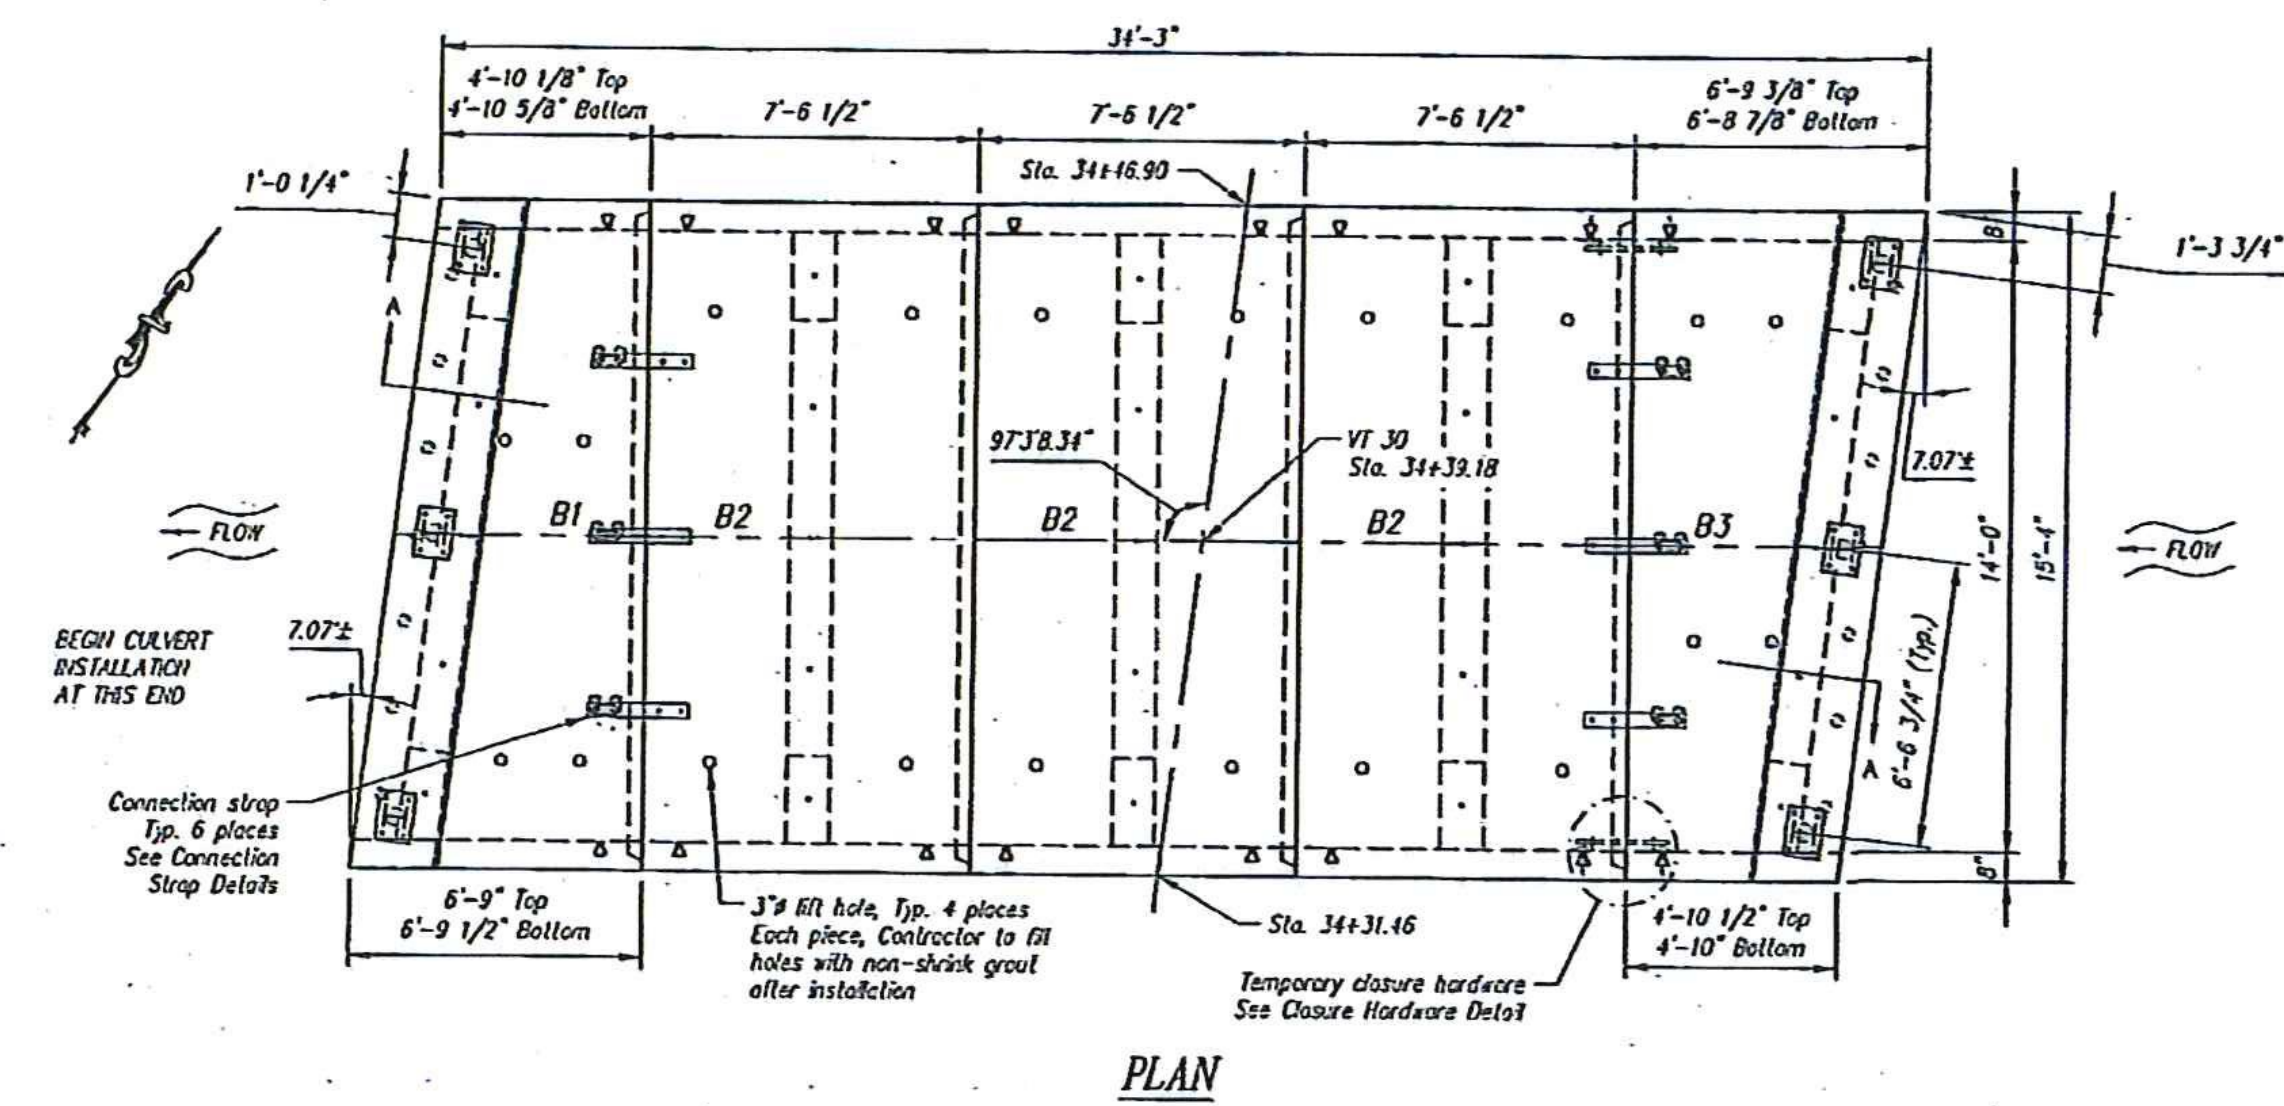 34'-3"
4'-10 1/8" Top
4'-10 5/8" Bottom
7'-6 1/2"
7'-6 1/2"
7'-6 1/2"
6'-9 3/8" Top
6'-8 7/8" Bottom
Sta. 34+46.90
1'-0 1/4"
8"
1'-3 3/4"
A
97°3'8.34"
VT 30
Sta. 34+39.18
7.07°±
B1
B2
B2
B2
B3
FLOW
FLOW
14'-0"
15'-4"
BEGIN CULVERT
INSTALLATION
AT THIS END
7.07°±
6'-6 3/4" (Typ.)
A
Connection strap
Typ. 6 places
See Connection
Strap Details
8"
6'-9" Top
6'-9 1/2" Bottom
3"ø lift hole, Typ. 4 places
Each piece, Contractor to fill
holes with non-shrink grout
after installation
Sta. 34+31.46
4'-10 1/2" Top
4'-10" Bottom
Temporary closure hardware
See Closure Hardware Detail
PLAN